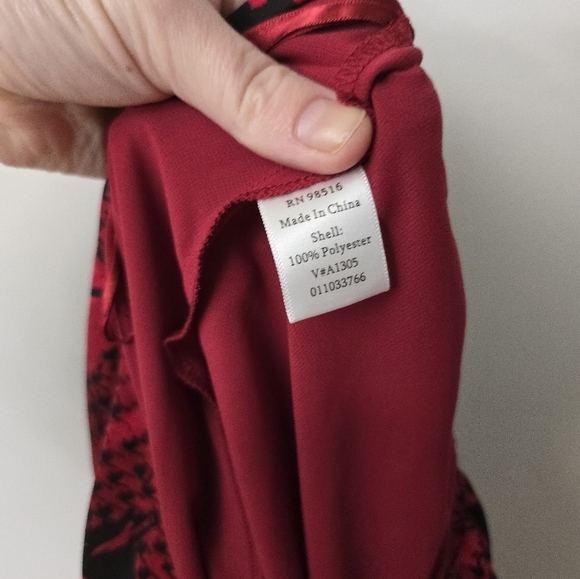 RN 98516
Made In China
Shell:
100% Polyester
V#A1305
011033766